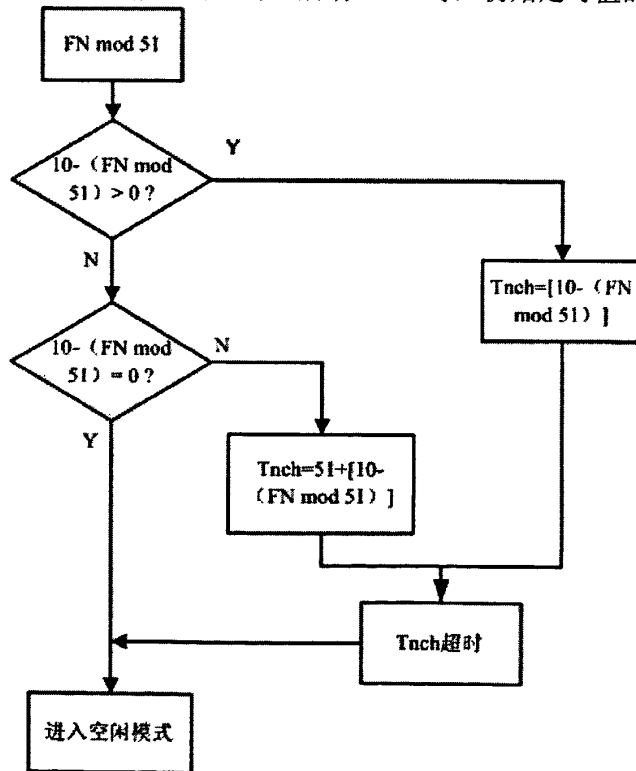 FN mod 51
10-（FN mod
51）> 0？
Y
N
Tnch=[10-（FN
mod 51）]
10-（FN mod
51）= 0？
N
Y
Tnch=51+[10-
（FN mod 51）]
Tnch超时
进入空闲模式